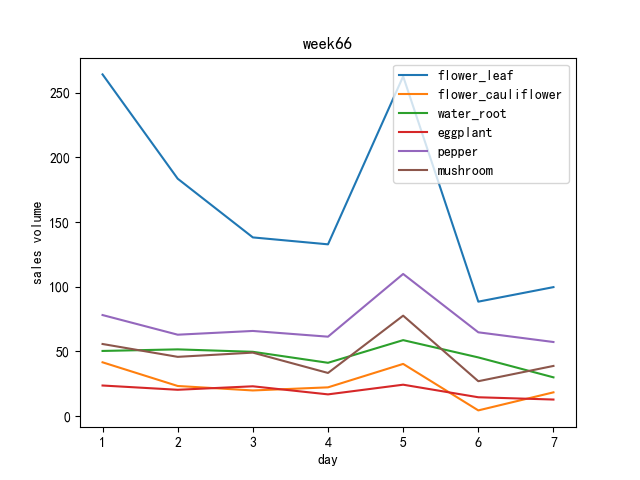 week66
sales volume
250
200
150
100
50
0
1 2 3 4 5 6 7
day
flower_leaf
flower_cauliflower
water_root
eggplant
pepper
mushroom